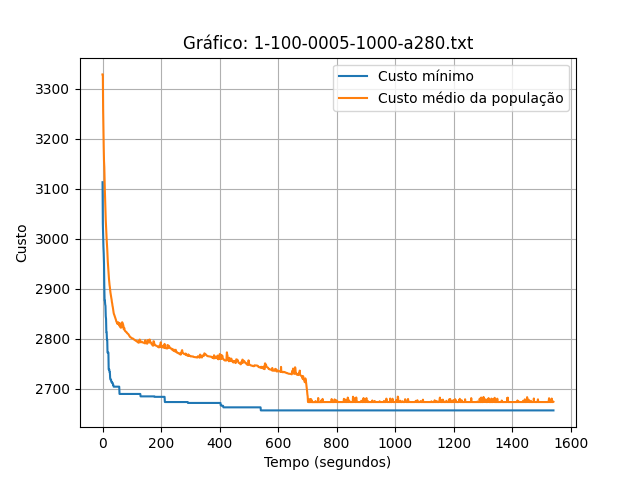 Gráfico: 1-100-0005-1000-a280.txt
Custo mínimo
Custo médio da população
Custo
3300
3200
3100
3000
2900
2800
2700
0 200 400 600 800 1000 1200 1400 1600
Tempo (segundos)